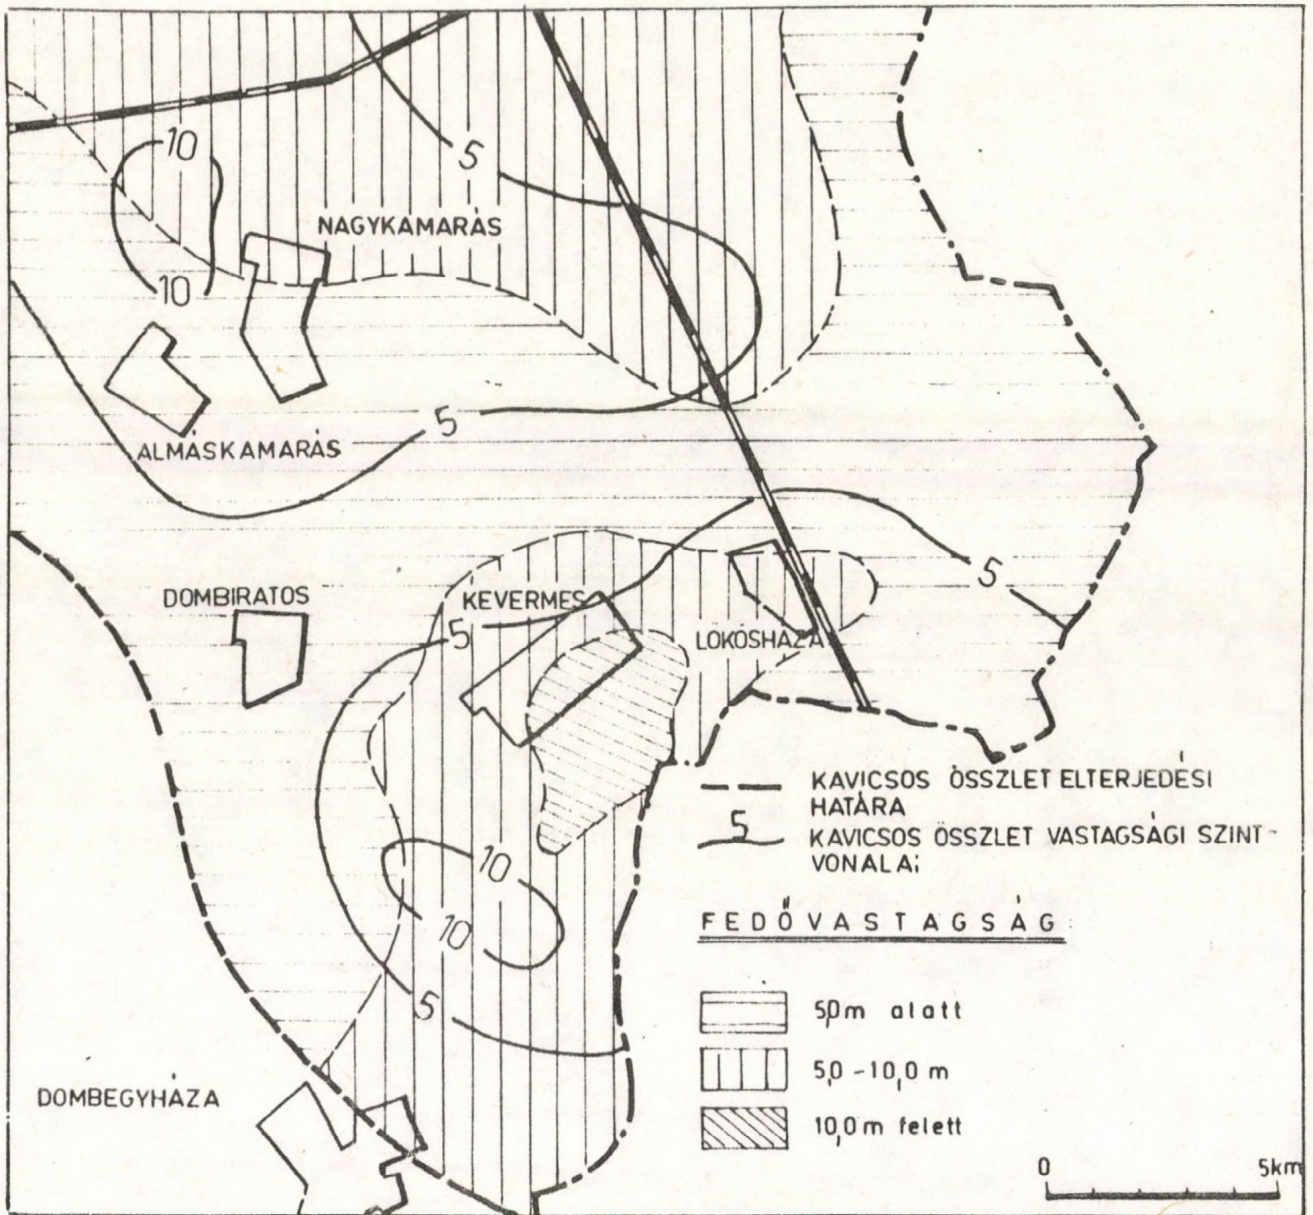 10
5
NAGYKAMARÁS
10
5
ALMÁSKAMARÁS
5
DOMBIRATOS
KEVERMES
5
LŐKÖSHÁZA
10
10
5
DOMBEGYHÁZA
KAVICSOS ÖSSZLET ELTERJEDÉSI
HATÁRA
5
KAVICSOS ÖSSZLET VASTAGSÁGI SZINT-
VONALAI
FEDŐVASTAGSÁG
5,0 m alatt
5,0 - 10,0 m
10,0 m felett
0 5km